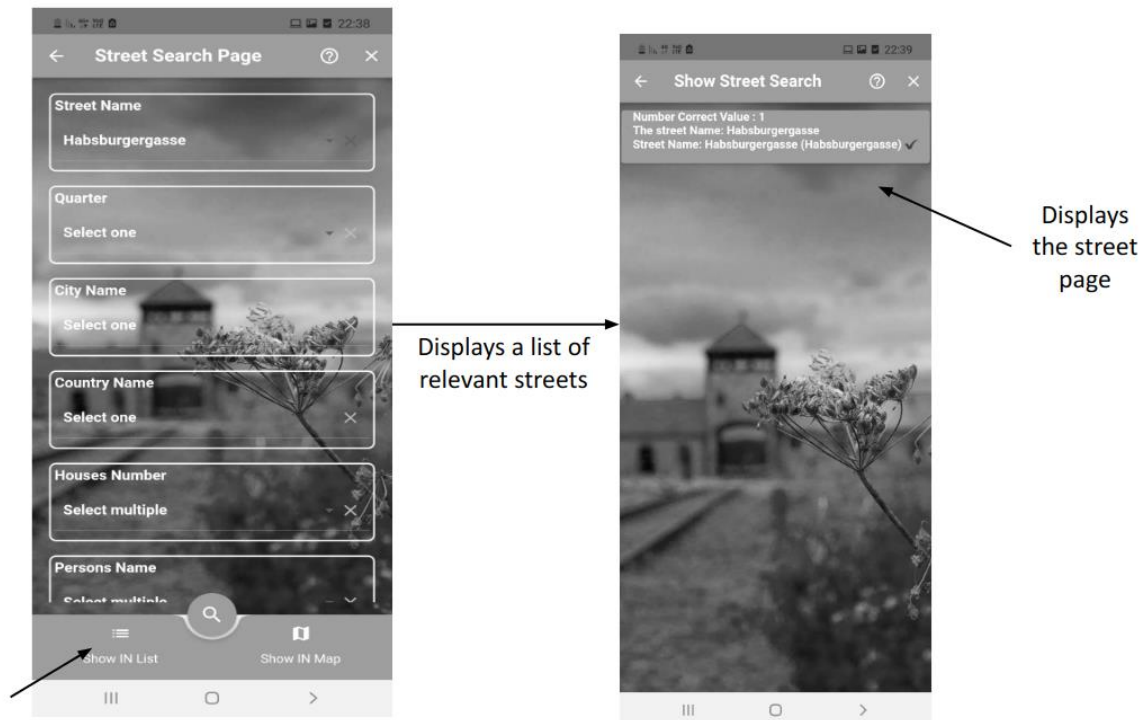 22:38
Street Search Page
Street Name
Habsburgergasse
Quarter
Select one
City Name
Select one
Country Name
Select one
Houses Number
Select multiple
Persons Name
Select multiple
Show IN List
Show IN Map
Displays a list of
relevant streets
22:39
Show Street Search
Number Correct Value : 1
The street Name: Habsburgergasse
Street Name: Habsburgergasse (Habsburgergasse)
Displays
the street
page